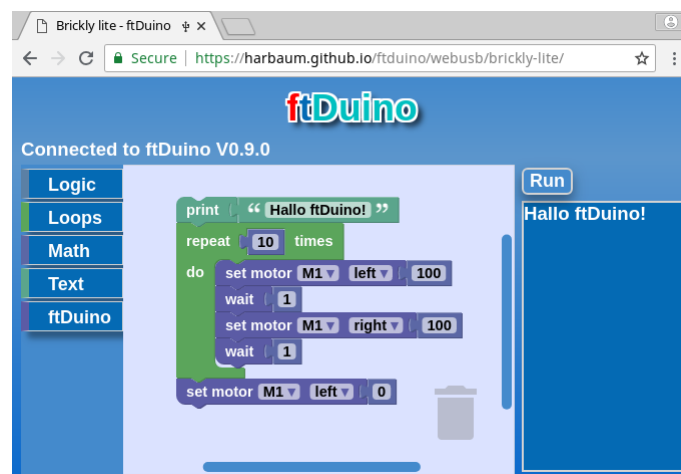 Brickly lite - ftDuino
Secure | https://harbaum.github.io/ftduino/webusb/brickly-lite/
ftDuino
Connected to ftDuino V0.9.0
Logic
Loops
Math
Text
ftDuino
print “ Hallo ftDuino! ”
repeat 10 times
do set motor M1 left 100
wait 1
set motor M1 right 100
wait 1
set motor M1 left 0
Run
Hallo ftDuino!